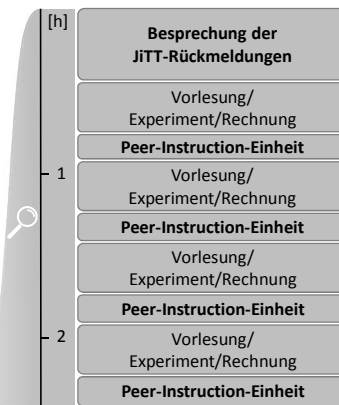 [h]
Besprechung der
JiTT-Rückmeldungen
Vorlesung/
Experiment/Rechnung
Peer-Instruction-Einheit
1
Vorlesung/
Experiment/Rechnung
Peer-Instruction-Einheit
Vorlesung/
Experiment/Rechnung
Peer-Instruction-Einheit
2
Vorlesung/
Experiment/Rechnung
Peer-Instruction-Einheit